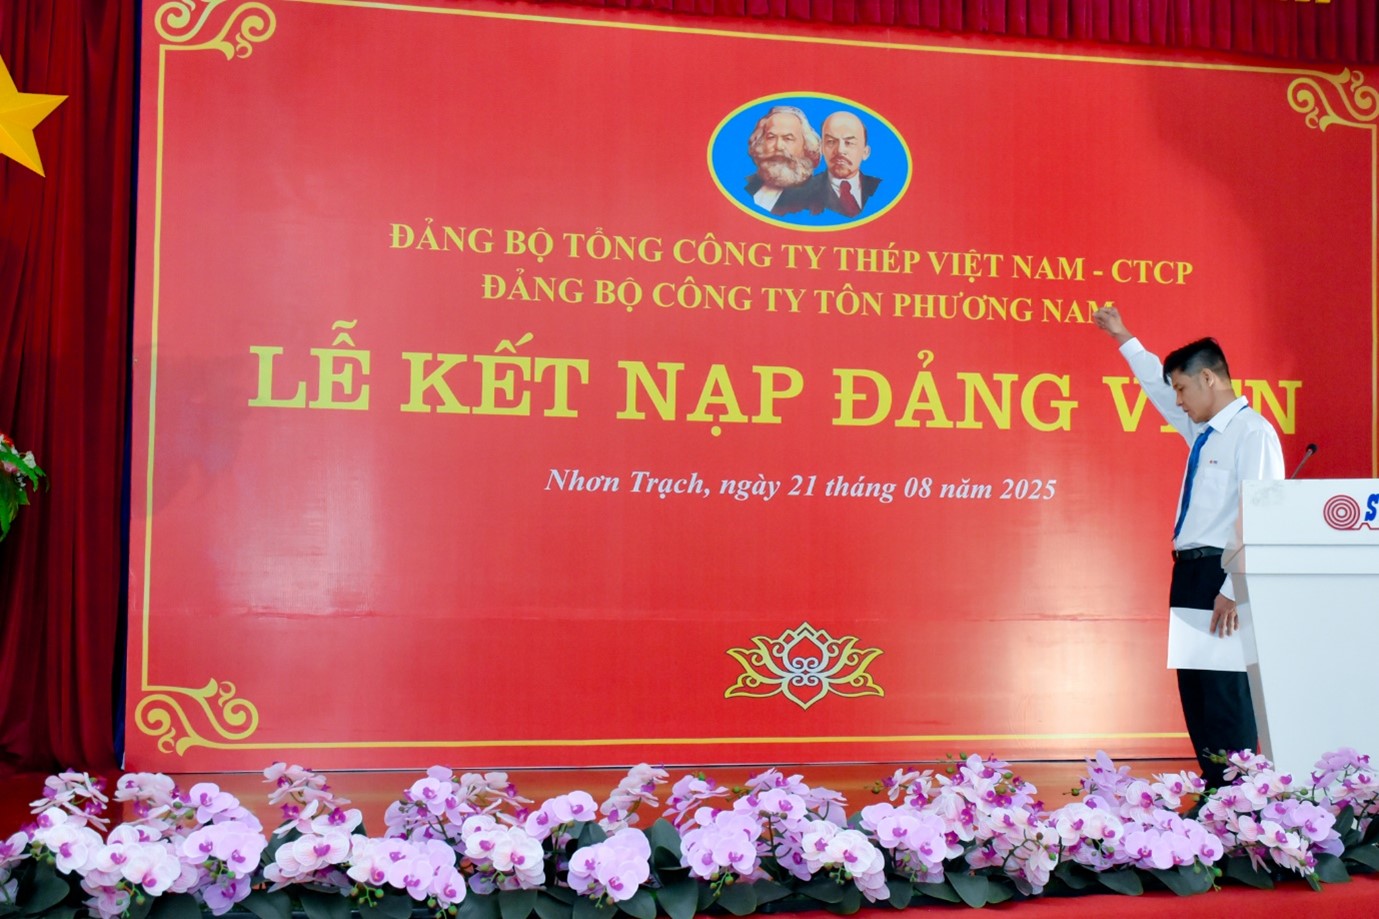 ĐẢNG BỘ TỔNG CÔNG TY THÉP VIỆT NAM - CTCP
ĐẢNG BỘ CÔNG TY TÔN PHƯƠNG NAM
LỄ KẾT NẠP ĐẢNG
Nhơn Trạch, ngày 21 tháng 08 năm 2025